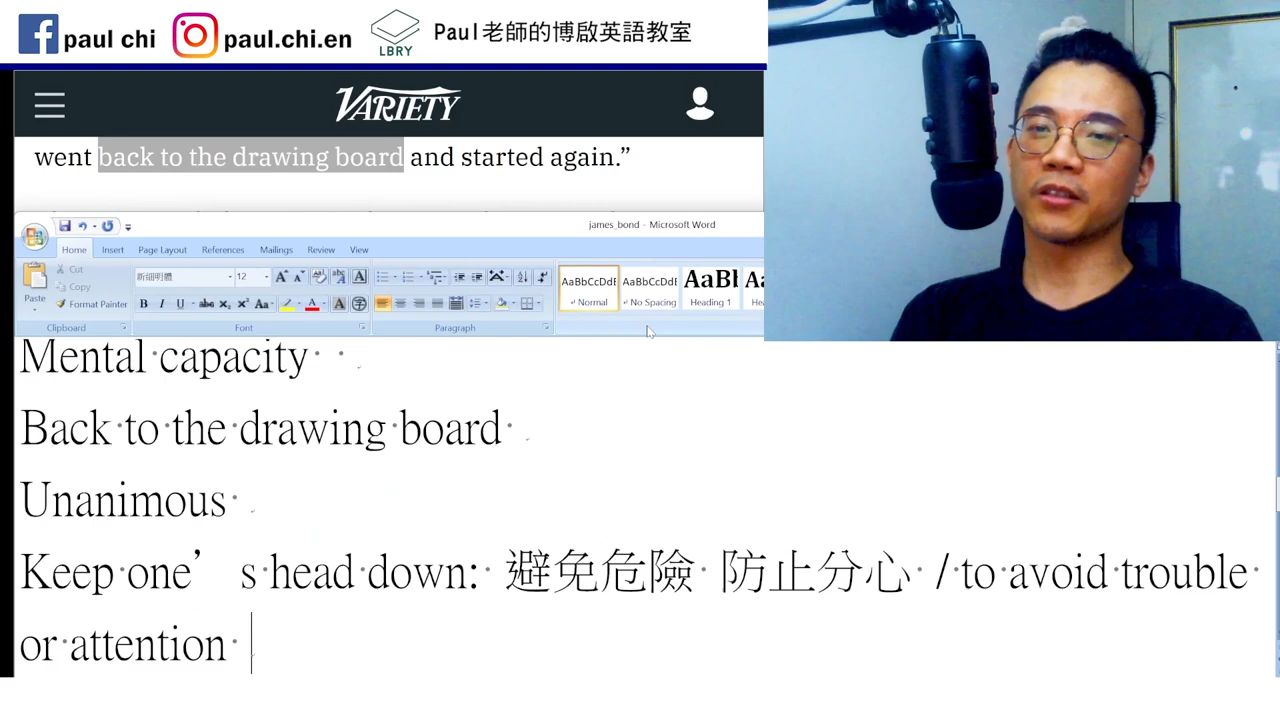 paul chi
paul.chi.en
LBRY
Paul老師的博啟英語教室
VARIETY
went back to the drawing board and started again.”
james_bond - Microsoft Word
Home Insert Page Layout References Mailings Review View
Paste
Cut
Copy
Format Painter
新細明體 12
AaBbCcDdE AaBbCcDdE AaBl
Normal No Spacing Heading 1
Clipboard Font Paragraph
Mental capacity
Back to the drawing board
Unanimous
Keep one’s head down: 避免危險 防止分心 / to avoid trouble
or attention